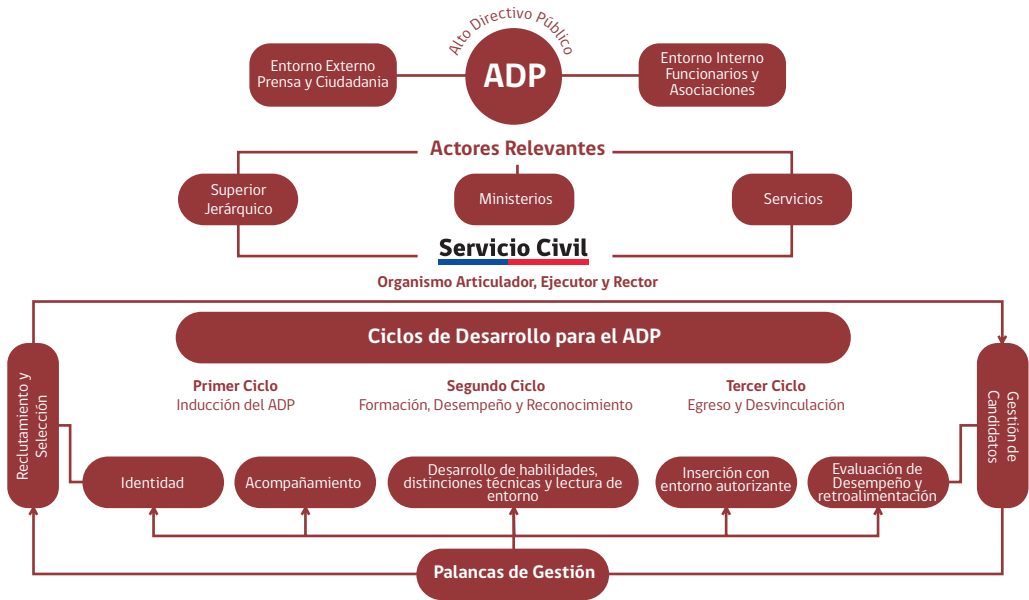 Alto Directivo Público
ADP
Entorno Externo
Prensa y Ciudadania
Entorno Interno
Funcionarios y
Asociaciones
Actores Relevantes
Superior
Jerárquico
Ministerios
Servicios
Servicio Civil
Organismo Articulador, Ejecutor y Rector
Ciclos de Desarrollo para el ADP
Primer Ciclo
Inducción del ADP
Segundo Ciclo
Formación, Desempeño y Reconocimiento
Tercer Ciclo
Egreso y Desvinculación
Reclutamiento y
Selección
Gestión de
Candidatos
Identidad
Acompañamiento
Desarrollo de habilidades,
distinciones técnicas y lectura de
entorno
Inserción con
entorno autorizante
Evaluación de
Desempeño y
retroalimentación
Palancas de Gestión